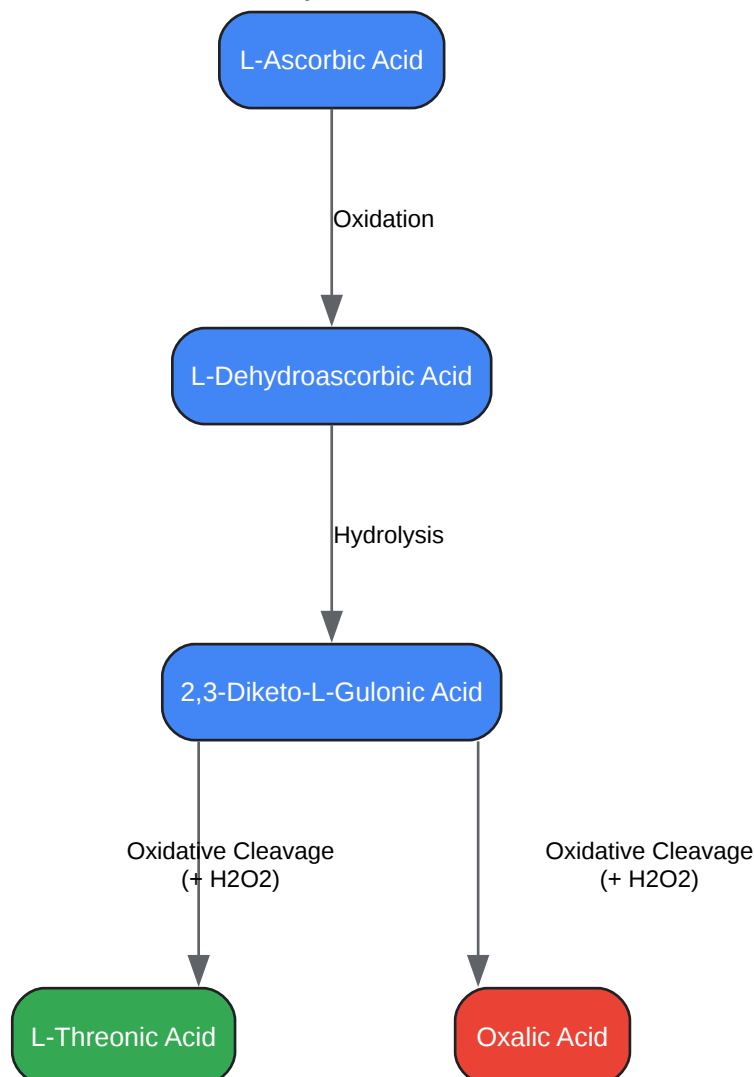 L-Ascorbic Acid
Oxidation
L-Dehydroascorbic Acid
Hydrolysis
2,3-Diketo-L-Gulonic Acid
Oxidative Cleavage
(+ H2O2)
Oxidative Cleavage
(+ H2O2)
L-Threonic Acid
Oxalic Acid